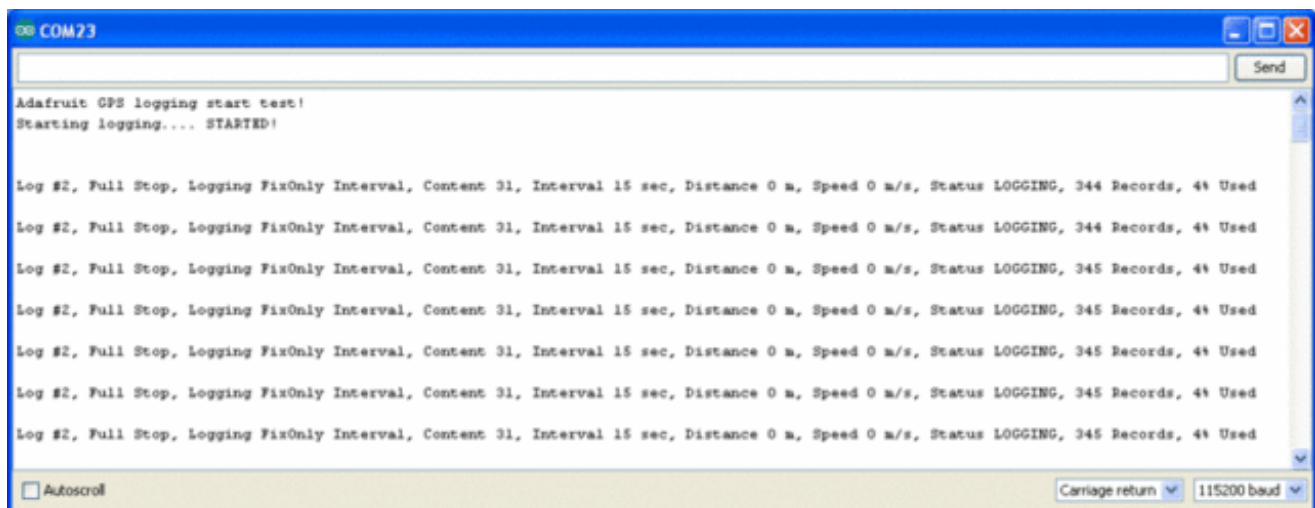 COM23
Send
Adafruit GPS logging start test!
Starting logging.... STARTED!
Log #2, Full Stop, Logging FixOnly Interval, Content 31, Interval 15 sec, Distance 0 m, Speed 0 m/s, Status LOGGING, 344 Records, 4% Used
Log #2, Full Stop, Logging FixOnly Interval, Content 31, Interval 15 sec, Distance 0 m, Speed 0 m/s, Status LOGGING, 344 Records, 4% Used
Log #2, Full Stop, Logging FixOnly Interval, Content 31, Interval 15 sec, Distance 0 m, Speed 0 m/s, Status LOGGING, 345 Records, 4% Used
Log #2, Full Stop, Logging FixOnly Interval, Content 31, Interval 15 sec, Distance 0 m, Speed 0 m/s, Status LOGGING, 345 Records, 4% Used
Log #2, Full Stop, Logging FixOnly Interval, Content 31, Interval 15 sec, Distance 0 m, Speed 0 m/s, Status LOGGING, 345 Records, 4% Used
Log #2, Full Stop, Logging FixOnly Interval, Content 31, Interval 15 sec, Distance 0 m, Speed 0 m/s, Status LOGGING, 345 Records, 4% Used
Log #2, Full Stop, Logging FixOnly Interval, Content 31, Interval 15 sec, Distance 0 m, Speed 0 m/s, Status LOGGING, 345 Records, 4% Used
Autoscroll Carriage return 115200 baud